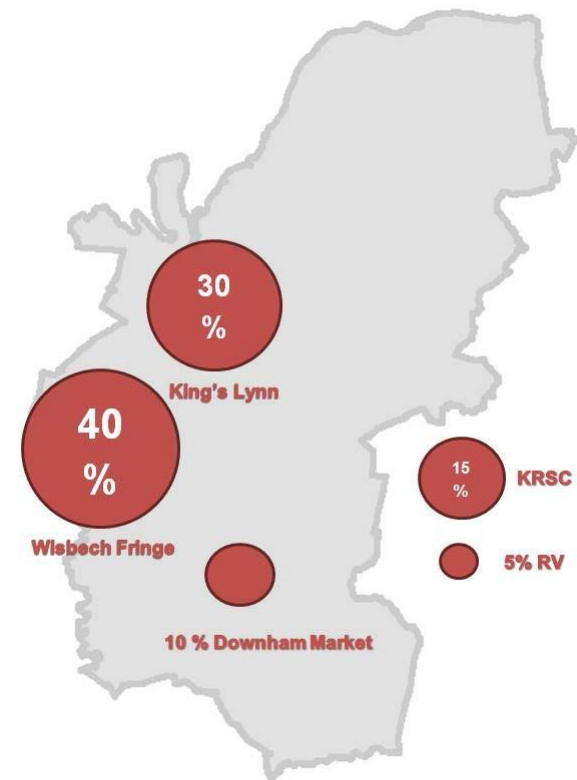 30
%
King's Lynn
40
%
Wisbech Fringe
15
%
KRSC
5% RV
10 % Downham Market